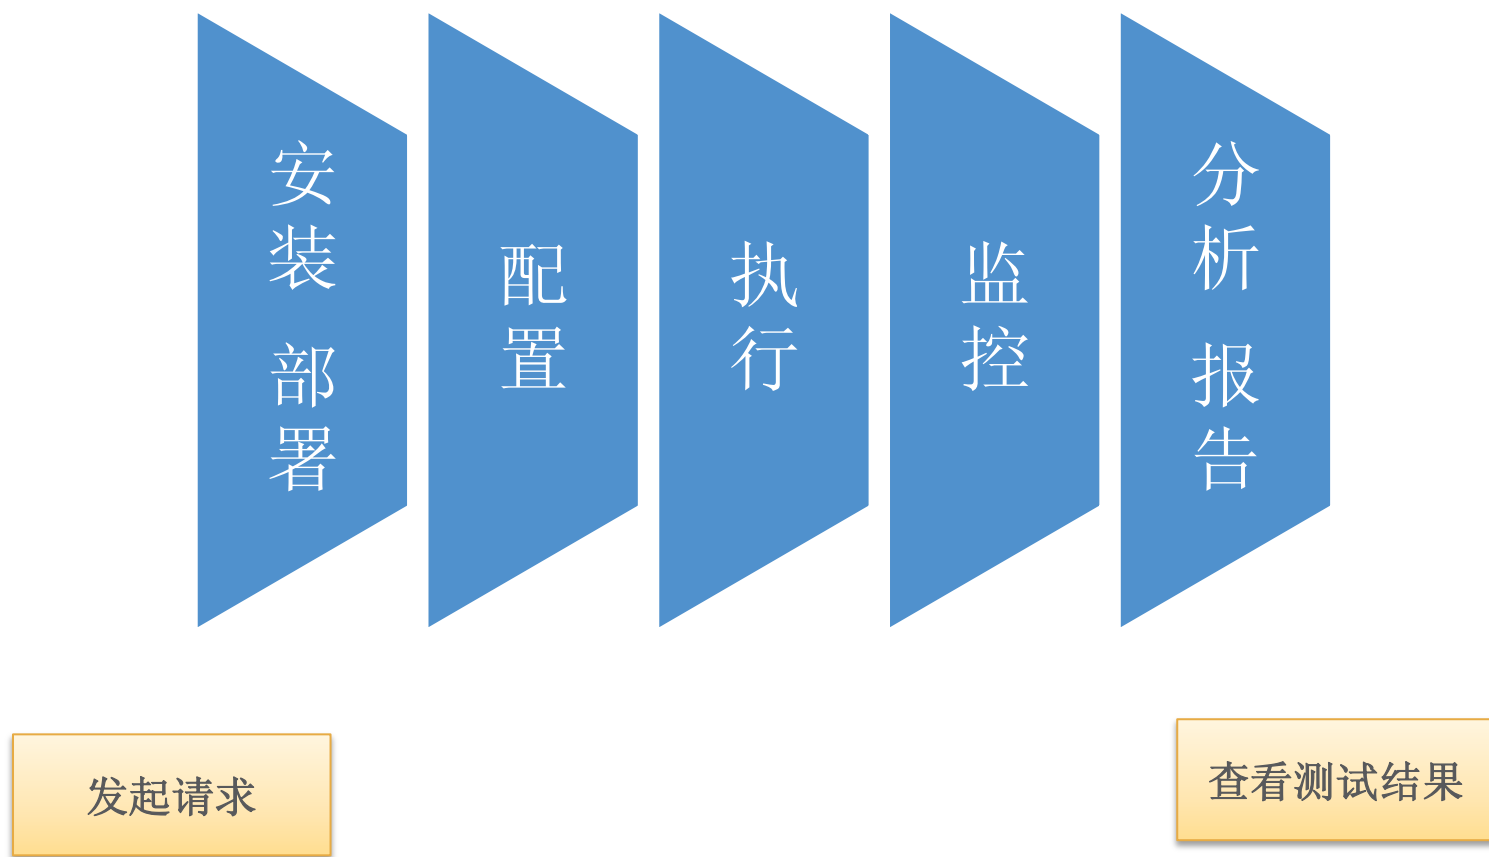 安装 部署
配置
执行
监控
分析 报告
发起请求
查看测试结果